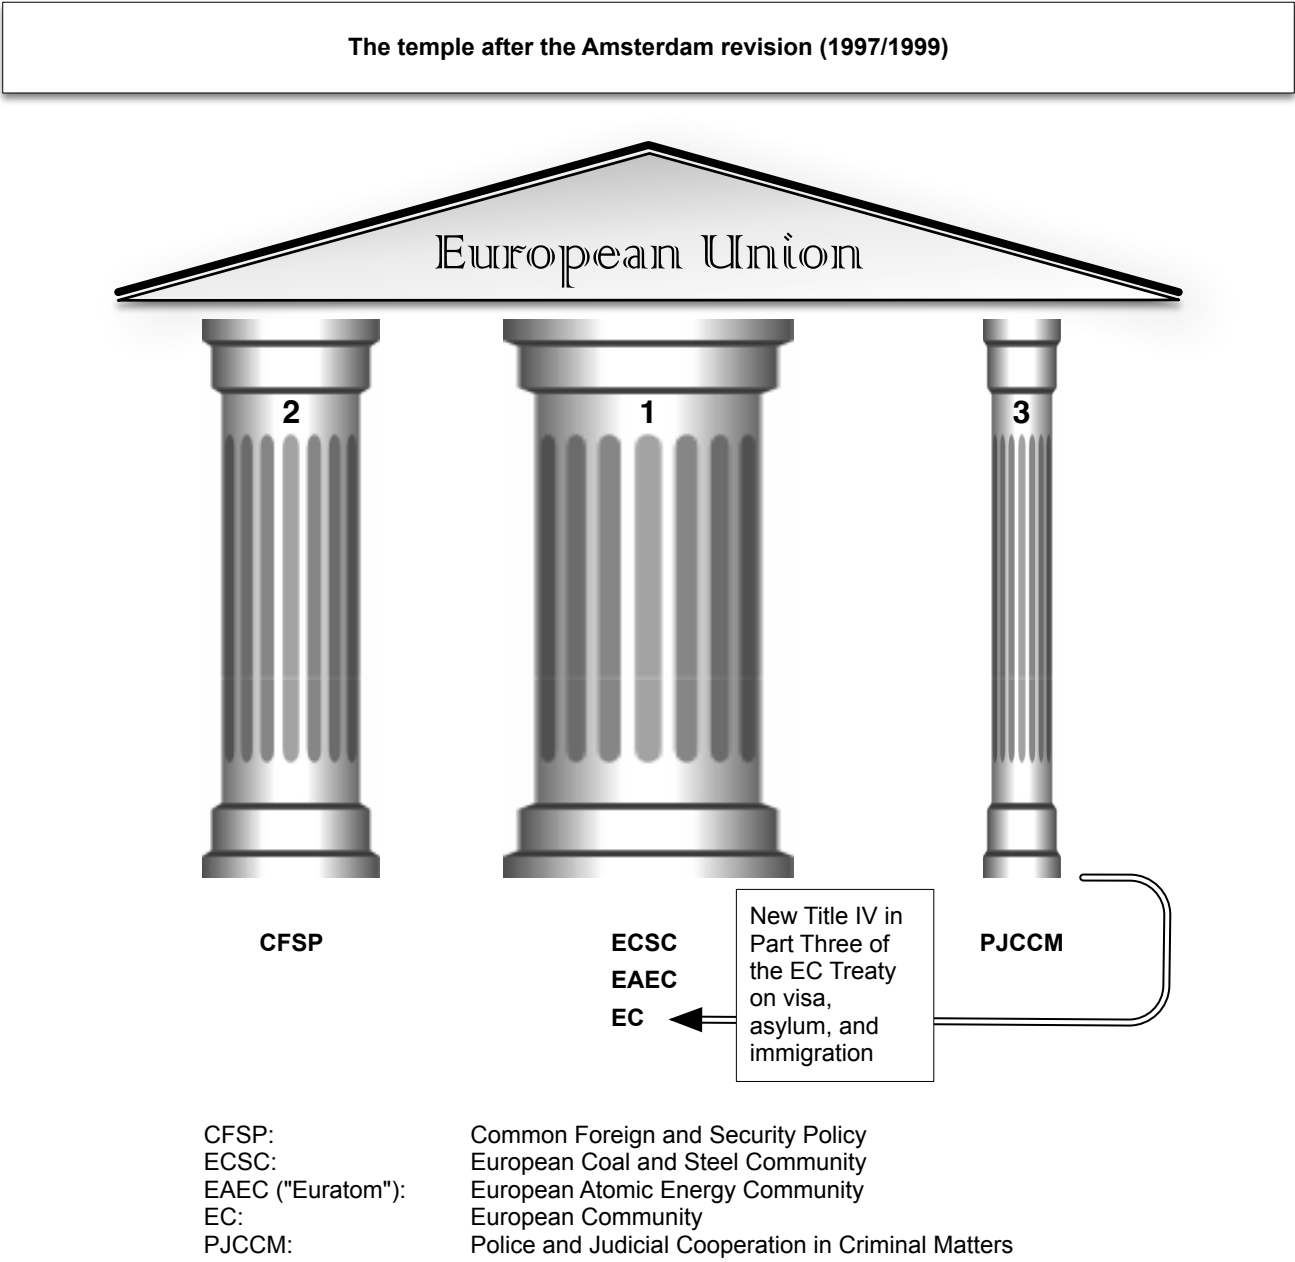 The temple after the Amsterdam revision (1997/1999)
European Union
2
1
3
CFSP
ECSC
EAEC
EC
New Title IV in
Part Three of
the EC Treaty
on visa,
asylum, and
immigration
PJCCM
CFSP: Common Foreign and Security Policy
ECSC: European Coal and Steel Community
EAEC ("Euratom"): European Atomic Energy Community
EC: European Community
PJCCM: Police and Judicial Cooperation in Criminal Matters